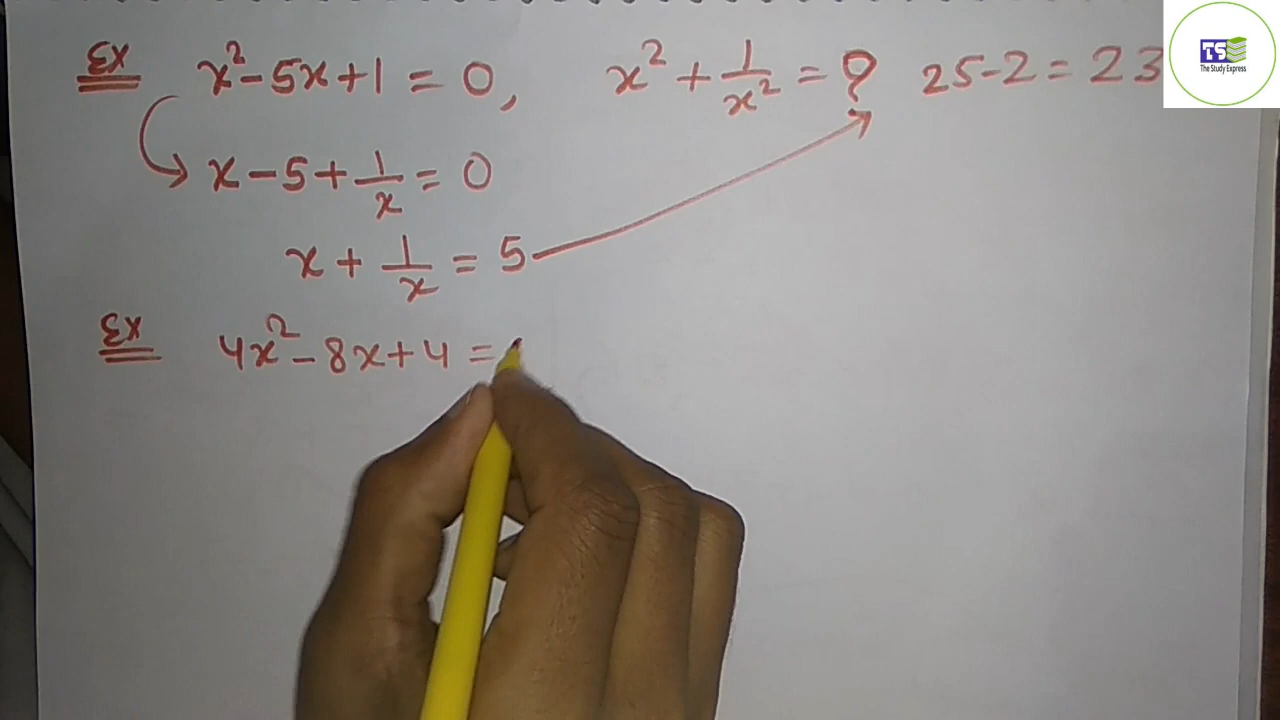 Ex x² - 5x + 1 = 0, x² + 1/x² = ? 25 - 2 = 23
TS
The Study Express
x - 5 + 1/x = 0
x + 1/x = 5
Ex 4x² - 8x + 4 =